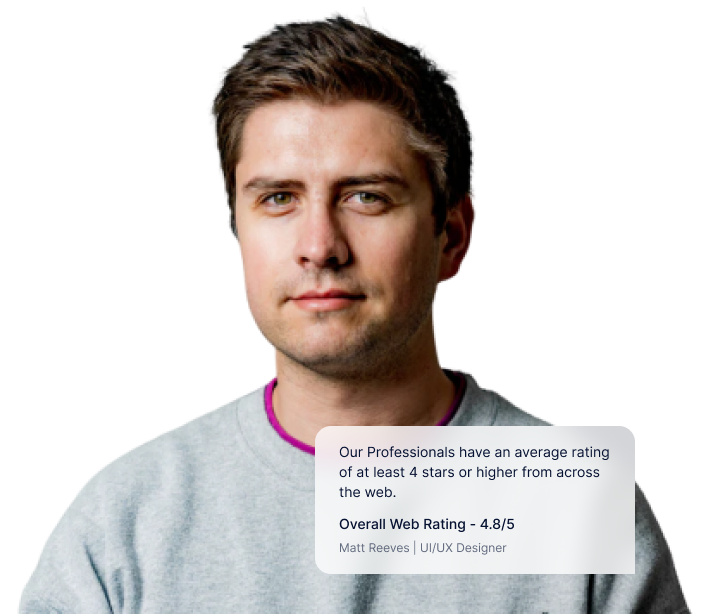 Our Professionals have an average rating
of at least 4 stars or higher from across
the web.
Overall Web Rating - 4.8/5
Matt Reeves | UI/UX Designer